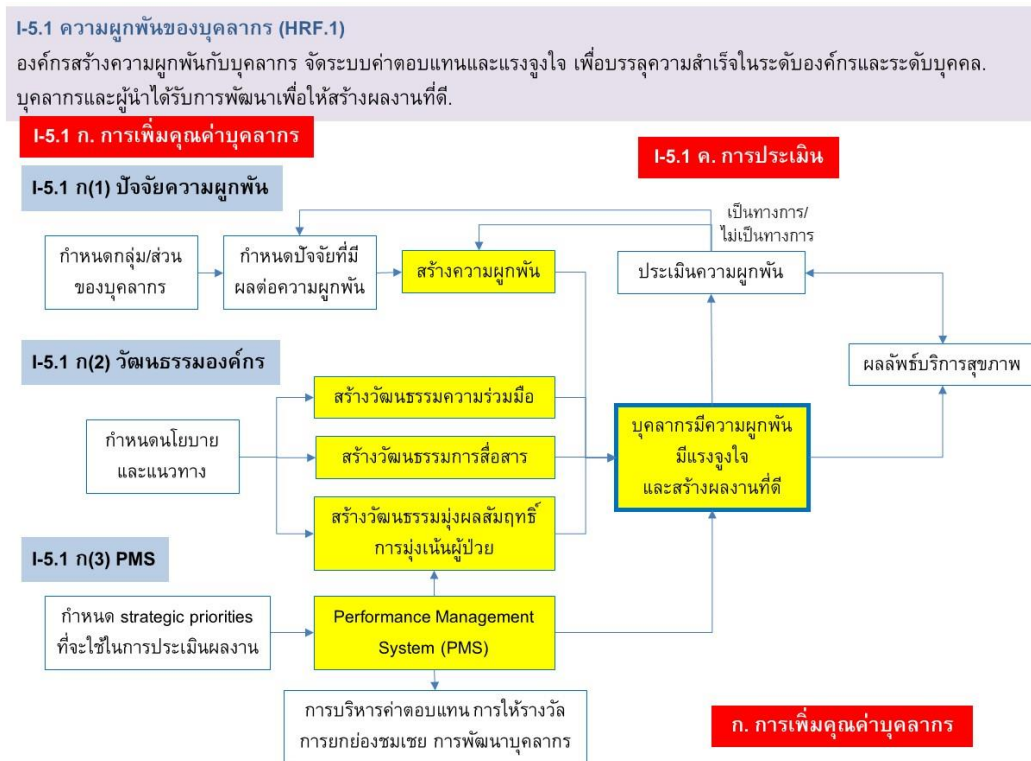 I-5.1 ความผูกพันของบุคลากร (HRF.1)
องค์กรสร้างความผูกพันกับบุคลากร จัดระบบค่าตอบแทนและแรงจูงใจ เพื่อบรรลุความสำเร็จในระดับองค์กรและระดับบุคคล.
บุคลากรและผู้นำได้รับการพัฒนาเพื่อให้สร้างผลงานที่ดี.
I-5.1 ก. การเพิ่มคุณค่าบุคลากร
I-5.1 ค. การประเมิน
I-5.1 ก(1) ปัจจัยความผูกพัน
เป็นทางการ/
ไม่เป็นทางการ
กำหนดกลุ่ม/ส่วน
ของบุคลากร
กำหนดปัจจัยที่มี
ผลต่อความผูกพัน
สร้างความผูกพัน
ประเมินความผูกพัน
I-5.1 ก(2) วัฒนธรรมองค์กร
ผลลัพธ์บริการสุขภาพ
กำหนดนโยบาย
และแนวทาง
สร้างวัฒนธรรมความร่วมมือ
สร้างวัฒนธรรมการสื่อสาร
สร้างวัฒนธรรมมุ่งผลสัมฤทธิ์
การมุ่งเน้นผู้ป่วย
บุคลากรมีความผูกพัน
มีแรงจูงใจ
และสร้างผลงานที่ดี
I-5.1 ก(3) PMS
กำหนด strategic priorities
ที่จะใช้ในการประเมินผลงาน
Performance Management
System (PMS)
การบริหารค่าตอบแทน การให้รางวัล
การยกย่องชมเชย การพัฒนาบุคลากร
ก. การเพิ่มคุณค่าบุคลากร